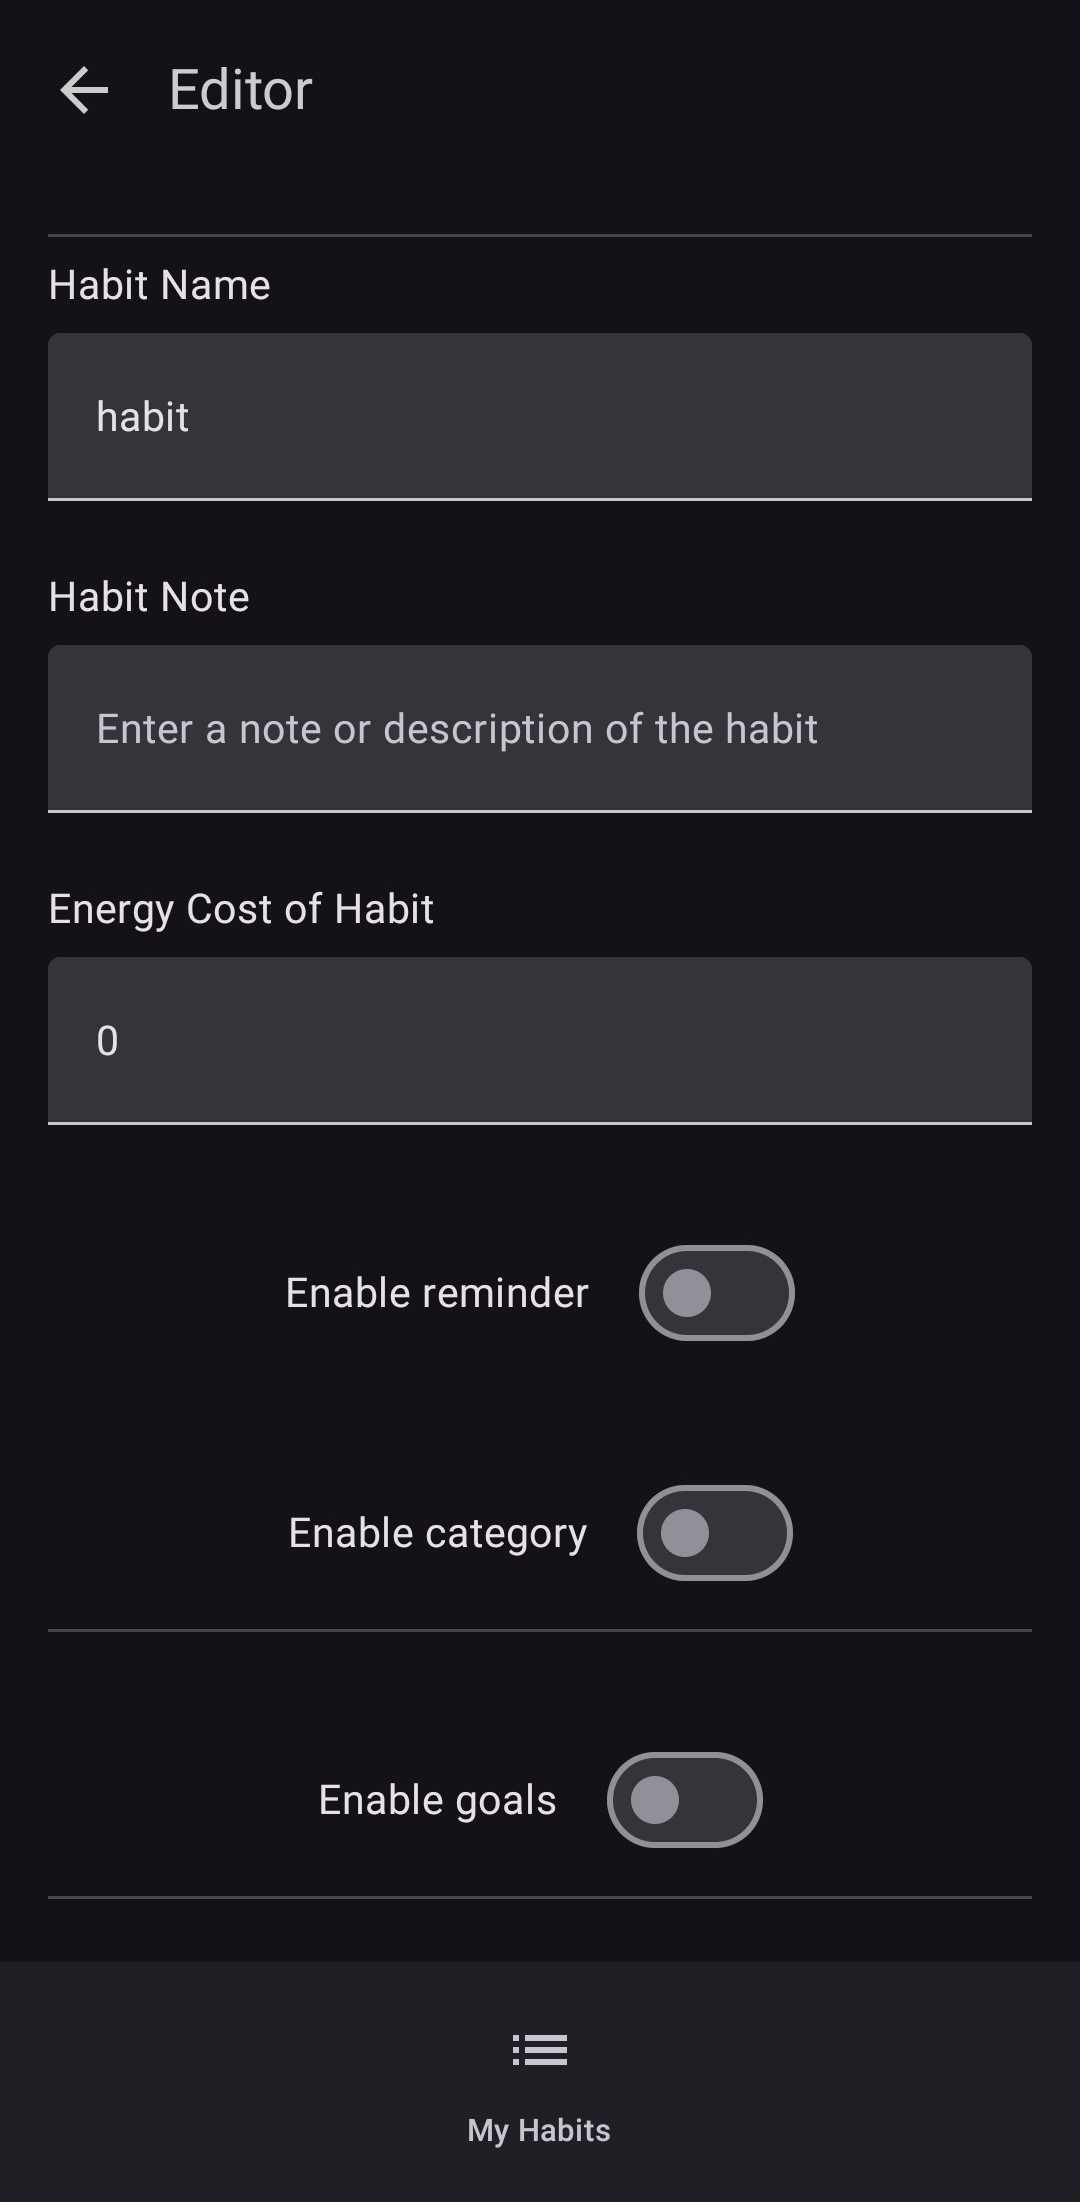 Editor
Habit Name
habit
Habit Note
Enter a note or description of the habit
Energy Cost of Habit
0
Enable reminder
Enable category
Enable goals
My Habits